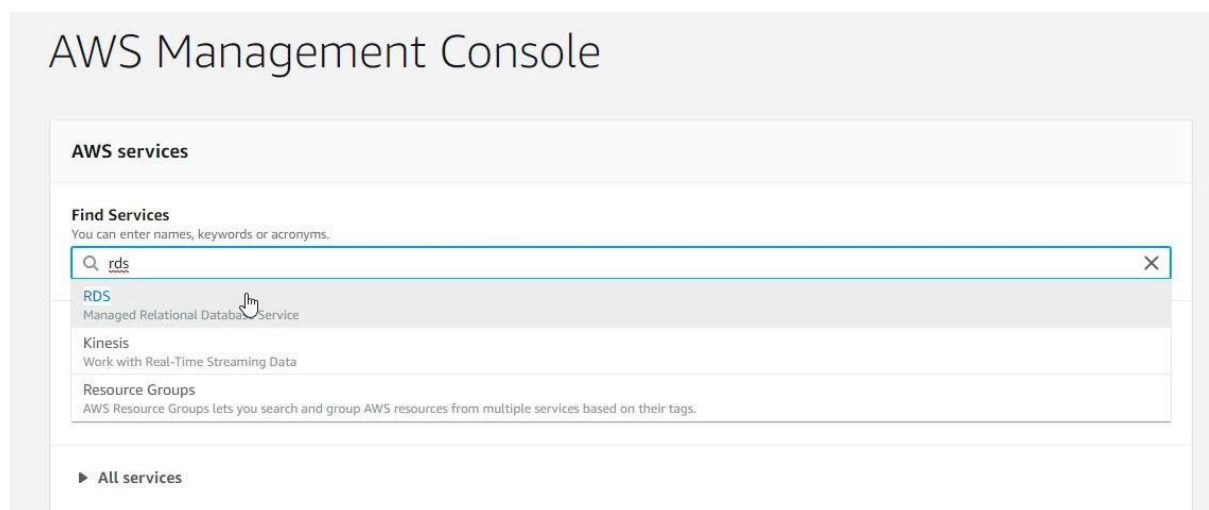 AWS Management Console
AWS services
Find Services
You can enter names, keywords or acronyms.
rds
RDS
Managed Relational Database Service
Kinesis
Work with Real-Time Streaming Data
Resource Groups
AWS Resource Groups lets you search and group AWS resources from multiple services based on their tags.
All services